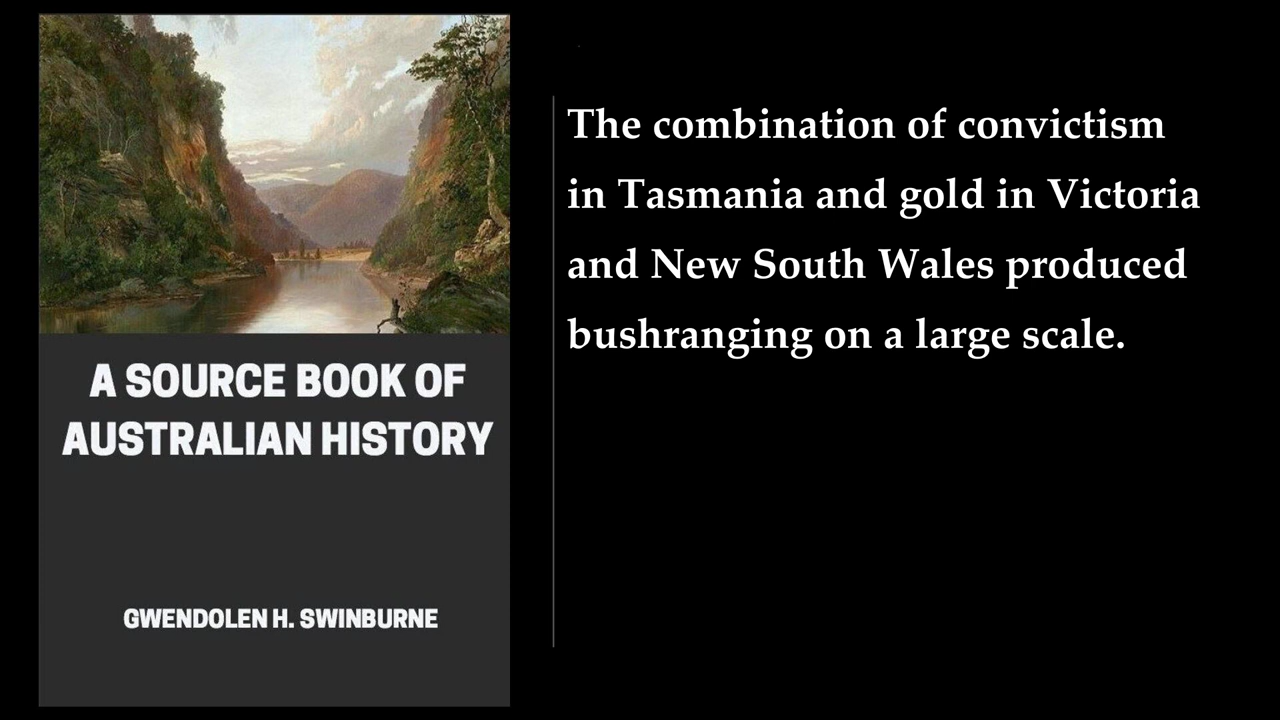 A SOURCE BOOK OF
AUSTRALIAN HISTORY
GWENDOLEN H. SWINBURNE
The combination of convictism
in Tasmania and gold in Victoria
and New South Wales produced
bushranging on a large scale.